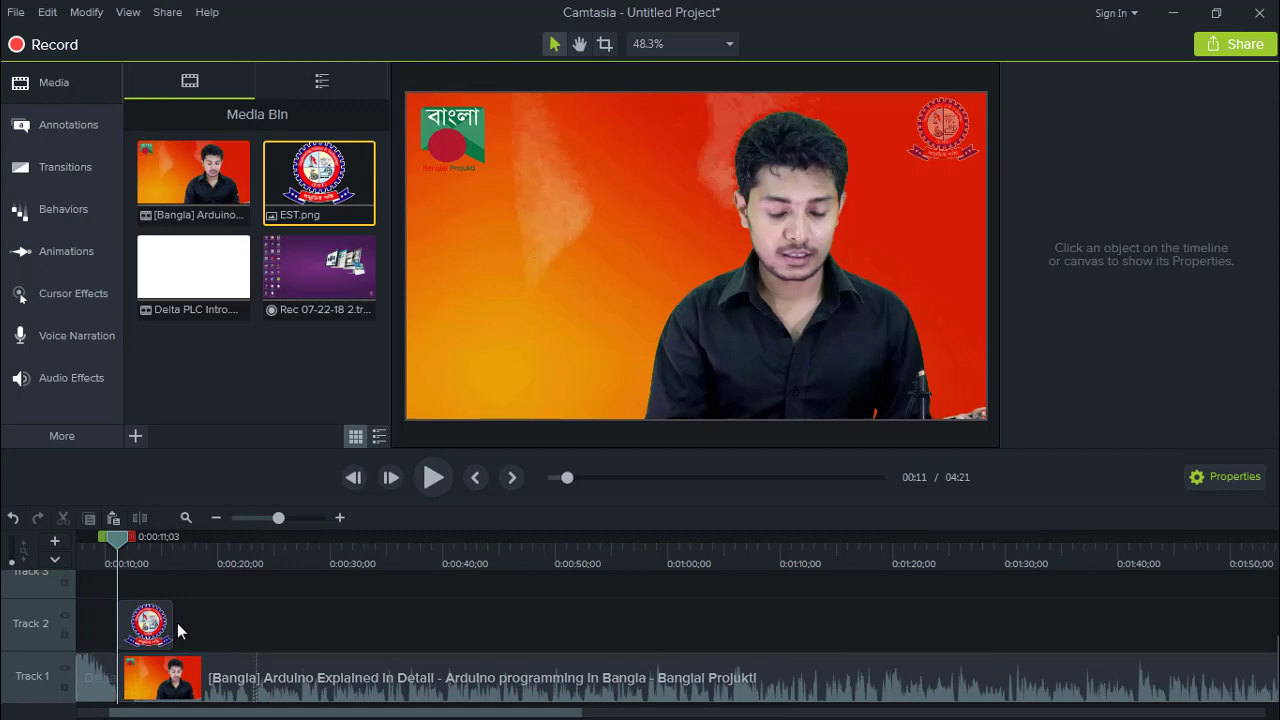 File Edit Modify View Share Help
Camtasia - Untitled Project*
Sign In
Record
48.3%
Share
Media
Annotations
Transitions
Behaviors
Animations
Cursor Effects
Voice Narration
Audio Effects
More
Media Bin
[Bangla] Arduino...
EST.png
Delta PLC Intro....
Rec 07-22-18 2.tr...
বাংলা
Banglai Projukti
Click an object on the timeline
or canvas to show its Properties.
00:11 / 04:21
Properties
0:00:11;03
0:00:10;00 0:00:20;00 0:00:30;00 0:00:40;00 0:00:50;00 0:01:00;00 0:01:10;00 0:01:20;00 0:01:30;00 0:01:40;00 0:01:50;00
Track 3
Track 2
Track 1
[Bangla] Arduino Explained In Detail - Arduino programming In Bangla - Banglai Projukti